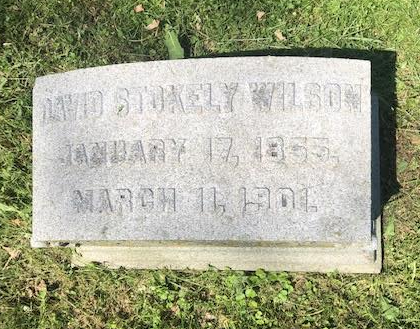 DAVID STOKELY WILSON
JANUARY 17, 1855.
MARCH 11, 1901.